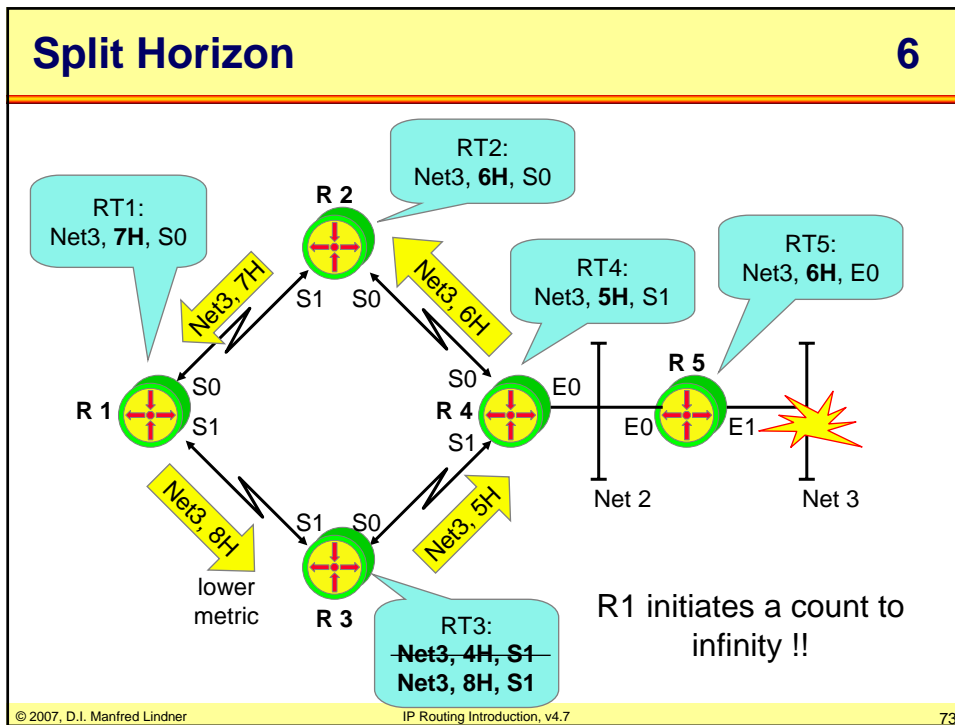 Split Horizon 6
RT2:
Net3, 6H, S0
R 2
RT1:
Net3, 7H, S0
Net3, 7H
S1
S0
Net3, 6H
RT4:
Net3, 5H, S1
RT5:
Net3, 6H, E0
R 1
S0
S1
S0
R 4
S1
E0
R 5
E0
E1
Net 2
Net 3
Net3, 8H
lower
metric
S1
S0
Net3, 5H
R 3
RT3:
Net3, 4H, S1
Net3, 8H, S1
R1 initiates a count to
infinity !!
© 2007, D.I. Manfred Lindner IP Routing Introduction, v4.7 73